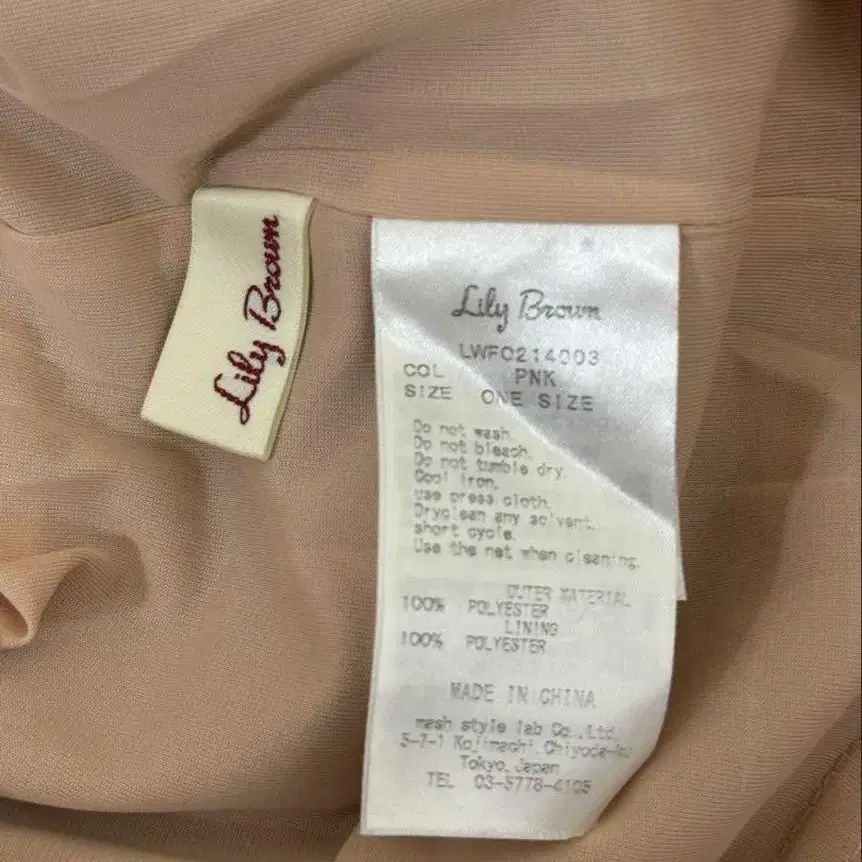 Lily Brown
Lily Brown
LWFO214003
COL PNK
SIZE ONE SIZE
Do not wash.
Do not bleach.
Do not tumble dry.
Cool iron.
use press cloth.
Dryclean any solvent.
short cycle.
Use the net when cleaning.
OUTER MATERIAL
100% POLYESTER
LINING
100% POLYESTER
MADE IN CHINA
mash style lab Co.,Ltd.
5-7-1 Kojimachi, Chiyoda-ku
Tokyo, Japan
TEL 03-5778-4105